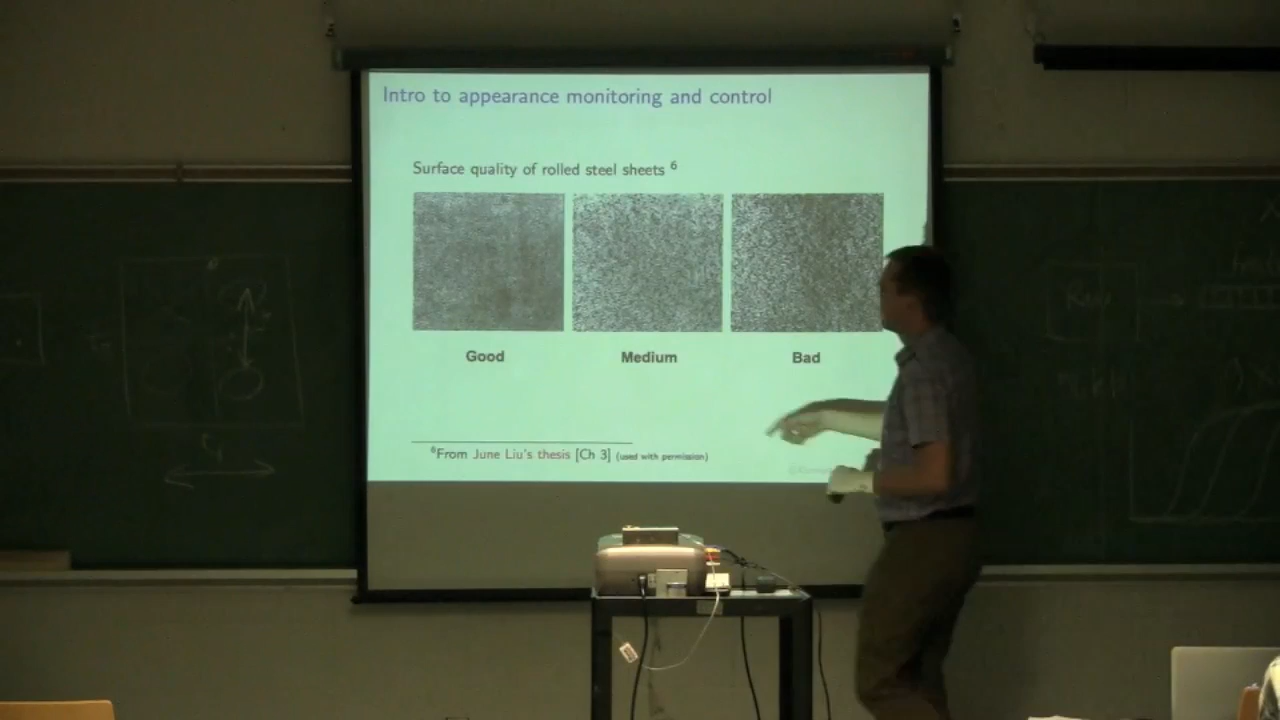 Intro to appearance monitoring and control
Surface quality of rolled steel sheets 6
Good Medium Bad
6From June Liu's thesis [Ch 3] (used with permission)